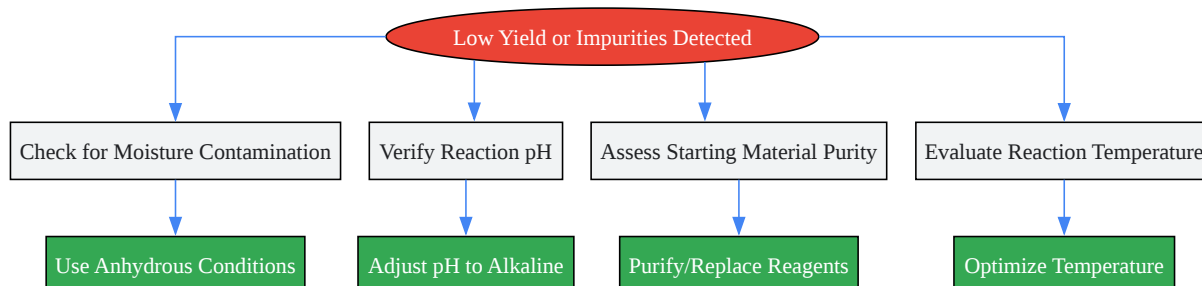 Low Yield or Impurities Detected
Check for Moisture Contamination
Verify Reaction pH
Assess Starting Material Purity
Evaluate Reaction Temperature
Use Anhydrous Conditions
Adjust pH to Alkaline
Purify/Replace Reagents
Optimize Temperature